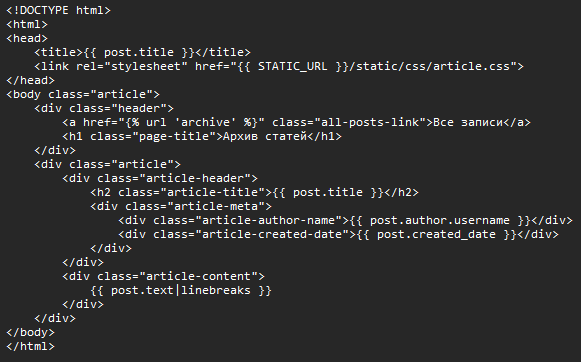 <!DOCTYPE html>
<html>
<head>
    <title>{{ post.title }}</title>
    <link rel="stylesheet" href="{{ STATIC_URL }}/static/css/article.css">
</head>
<body class="article">
    <div class="header">
        <a href="{% url 'archive' %}" class="all-posts-link">Все записи</a>
        <h1 class="page-title">Архив статей</h1>
    </div>
    <div class="article">
        <div class="article-header">
            <h2 class="article-title">{{ post.title }}</h2>
            <div class="article-meta">
                <div class="article-author-name">{{ post.author.username }}</div>
                <div class="article-created-date">{{ post.created_date }}</div>
            </div>
        </div>
        <div class="article-content">
            {{ post.text|linebreaks }}
        </div>
    </div>
</body>
</html>